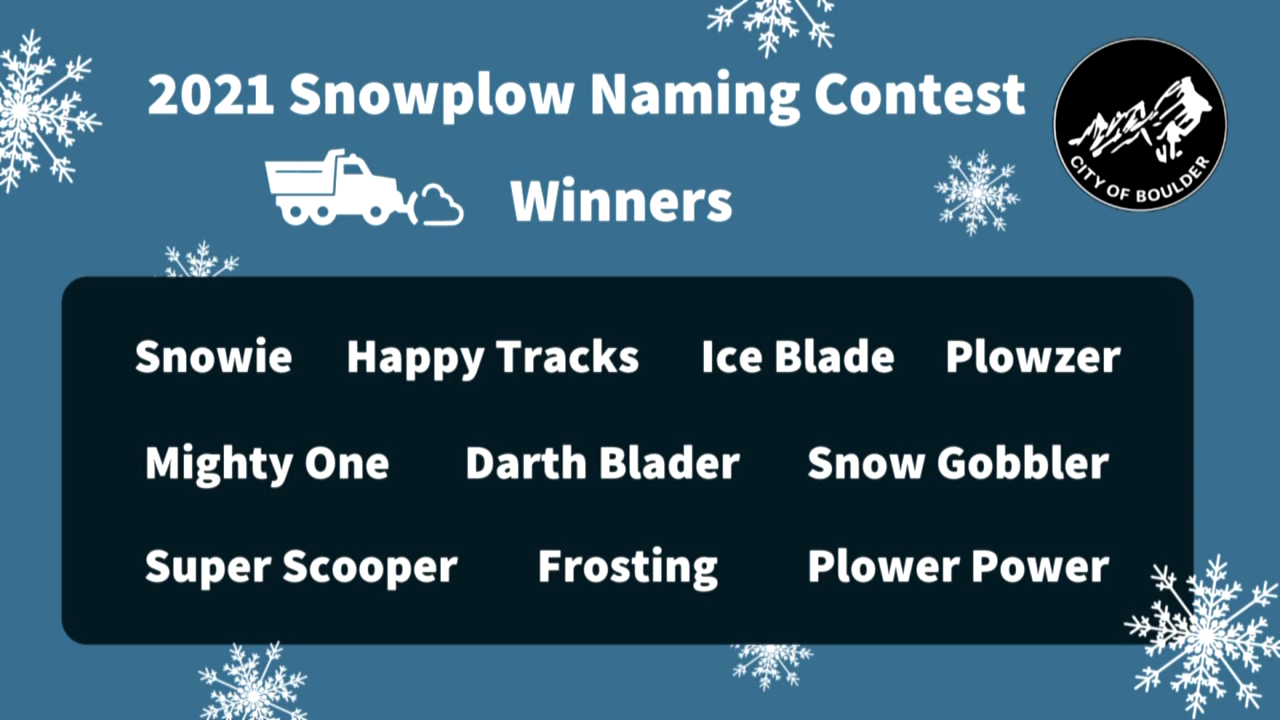 2021 Snowplow Naming Contest
Winners
CITY OF BOULDER
Snowie Happy Tracks Ice Blade Plowzer
Mighty One Darth Blader Snow Gobbler
Super Scooper Frosting Plower Power